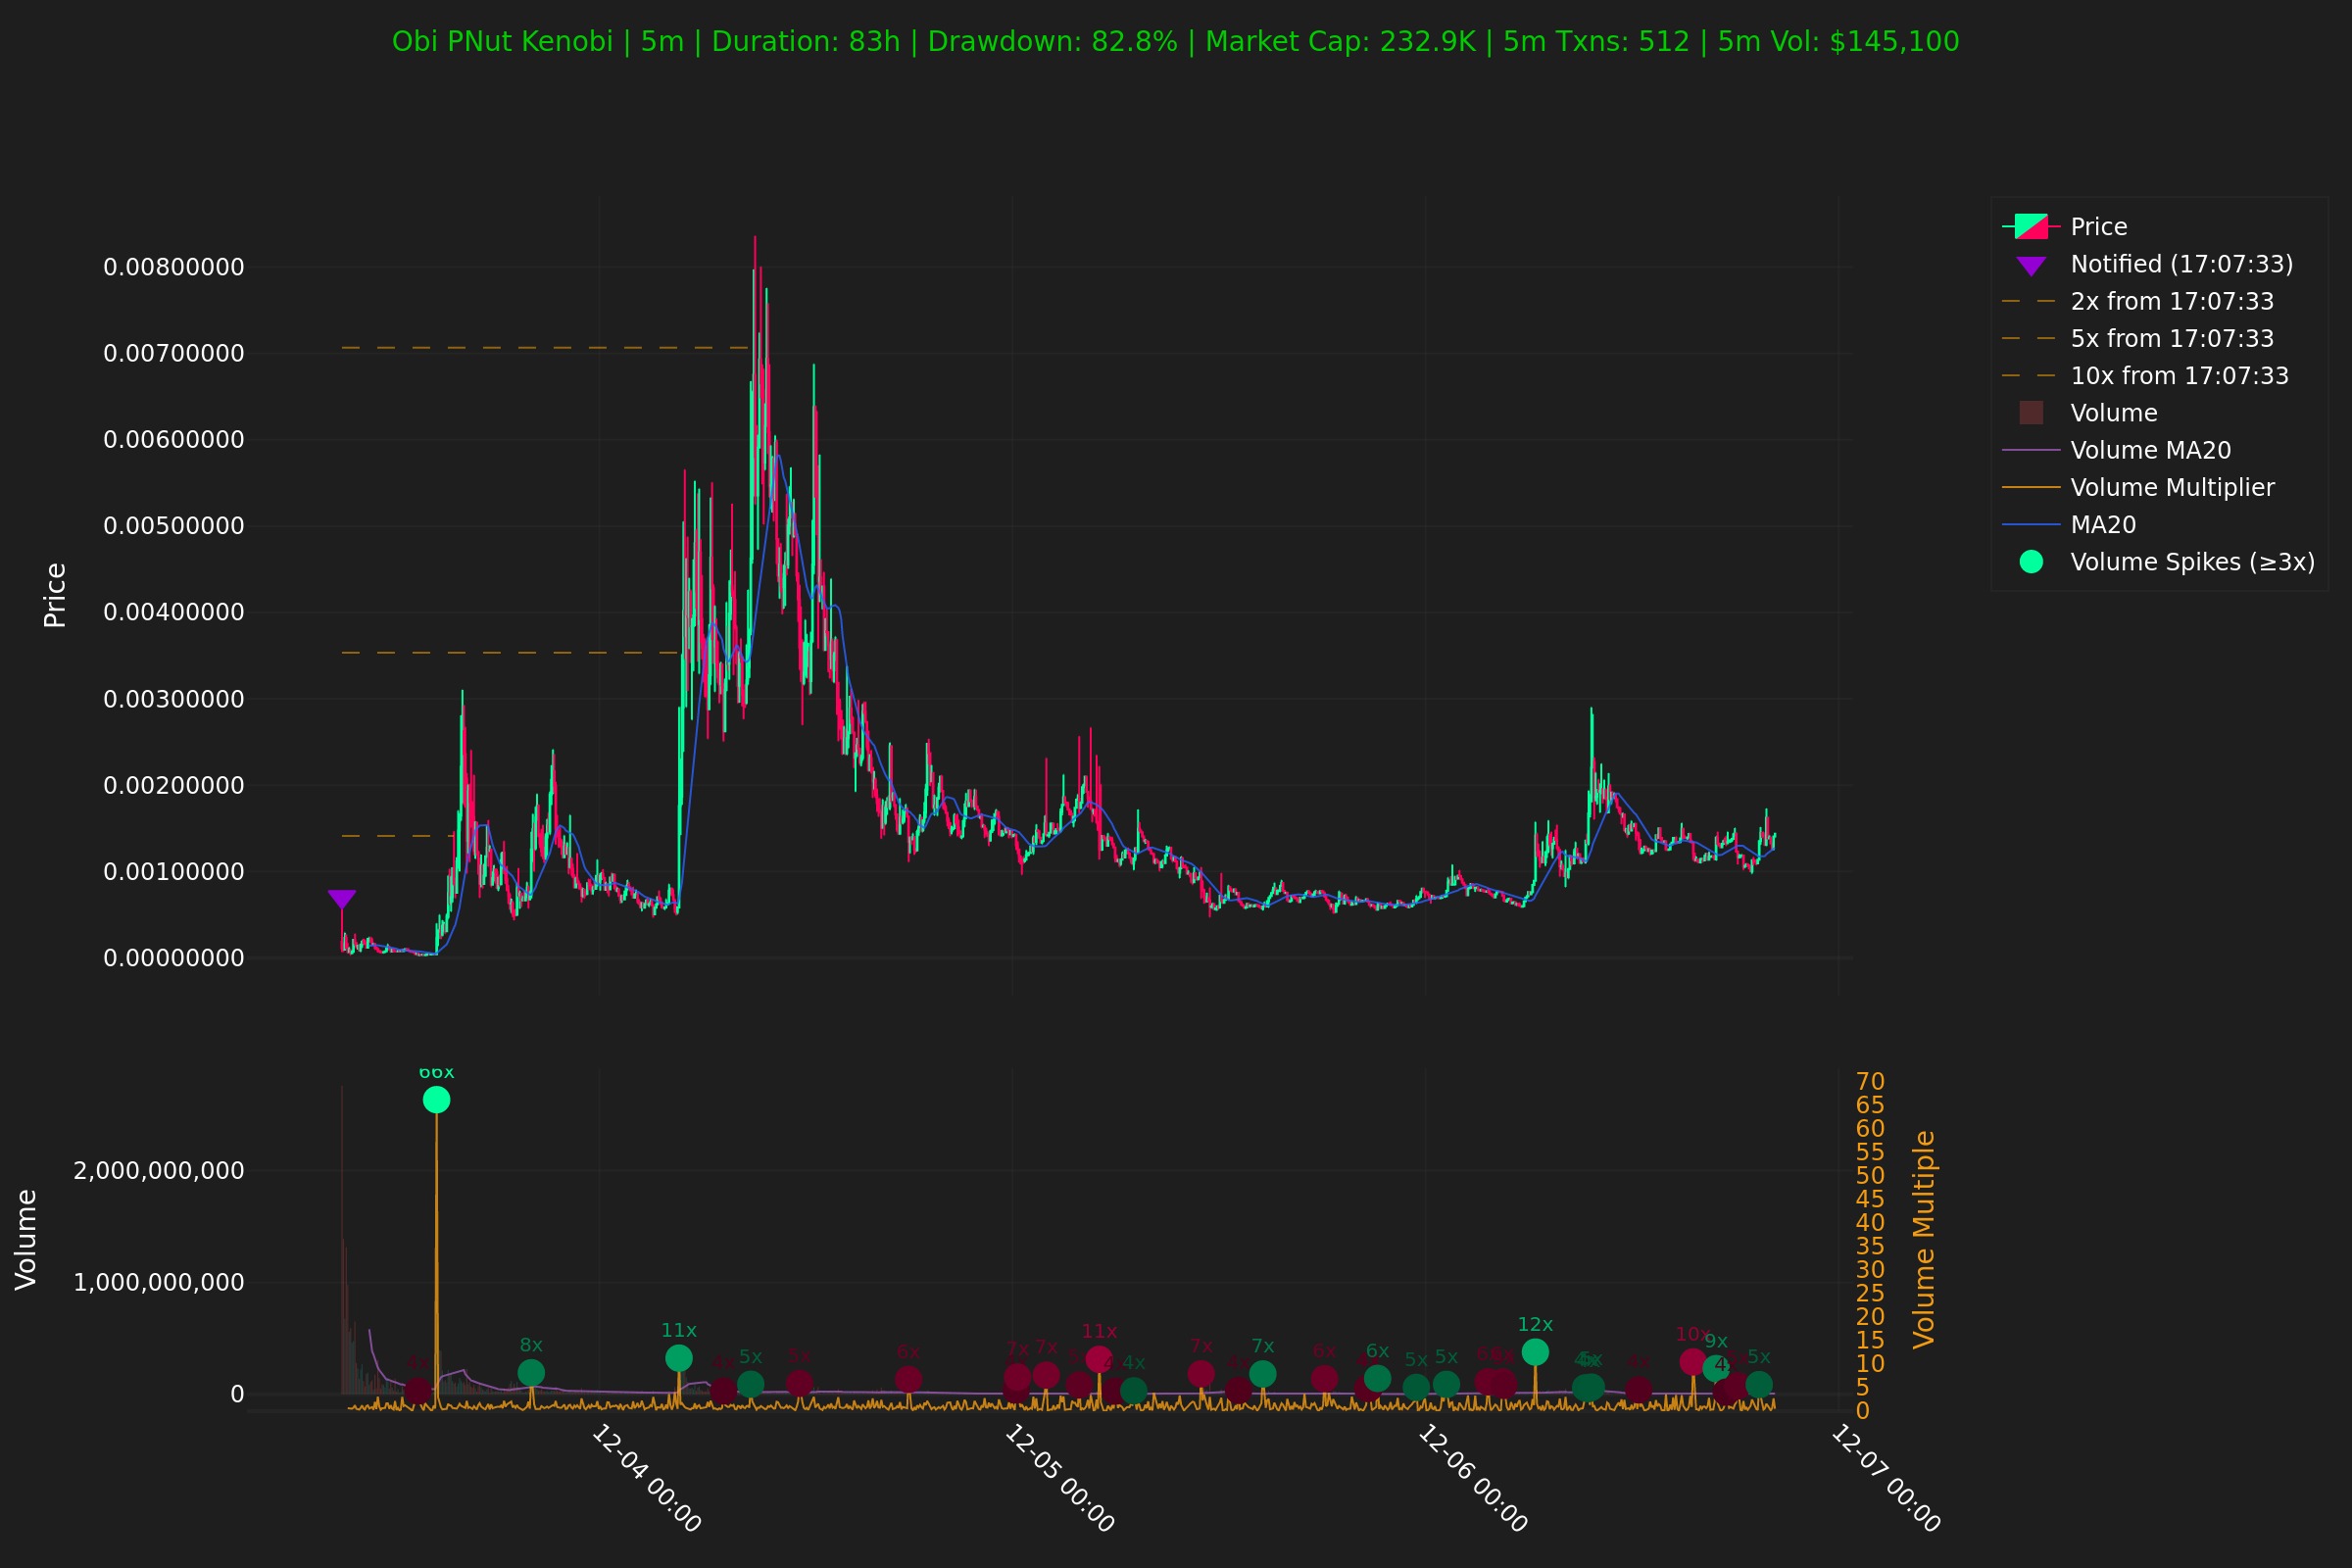 Obi PNut Kenobi | 5m | Duration: 83h | Drawdown: 82.8% | Market Cap: 232.9K | 5m Txns: 512 | 5m Vol: $145,100
Price
0.00800000
0.00700000
0.00600000
0.00500000
0.00400000
0.00300000
0.00200000
0.00100000
0.00000000
Price
Notified (17:07:33)
2x from 17:07:33
5x from 17:07:33
10x from 17:07:33
Volume
Volume MA20
Volume Multiplier
MA20
Volume Spikes (≥3x)
Volume
2,000,000,000
1,000,000,000
0
4x
66x
8x
11x
4x
5x
5x
6x
7x
7x
11x
4x
7x
4x
7x
6x
6x
5x
5x
12x
4x
10x
9x
5x
70
65
60
55
50
45
40
35
30
25
20
15
10
5
0
Volume Multiple
12-04 00:00
12-05 00:00
12-06 00:00
12-07 00:00